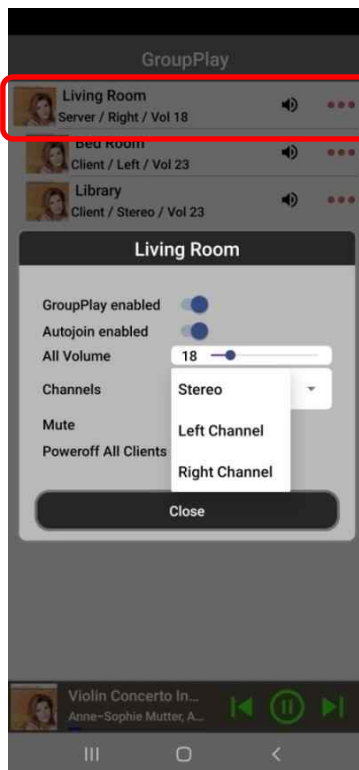 GroupPlay
Living Room
Server / Right / Vol 18
Bed Room
Client / Left / Vol 23
Library
Client / Stereo / Vol 23
Living Room
GroupPlay enabled
Autojoin enabled
All Volume 18
Channels
Stereo
Left Channel
Right Channel
Mute
Poweroff All Clients
Close
Violin Concerto In...
Anne-Sophie Mutter, A...